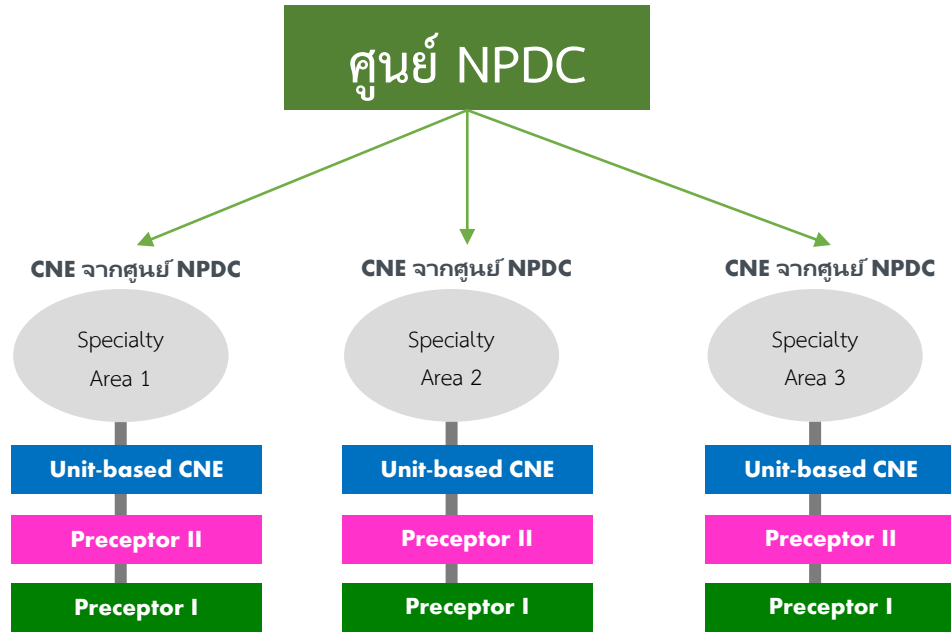 ศูนย์ NPDC
CNE จากศูนย์ NPDC
CNE จากศูนย์ NPDC
CNE จากศูนย์ NPDC
Specialty
Area 1
Specialty
Area 2
Specialty
Area 3
Unit-based CNE
Unit-based CNE
Unit-based CNE
Preceptor II
Preceptor II
Preceptor II
Preceptor I
Preceptor I
Preceptor I